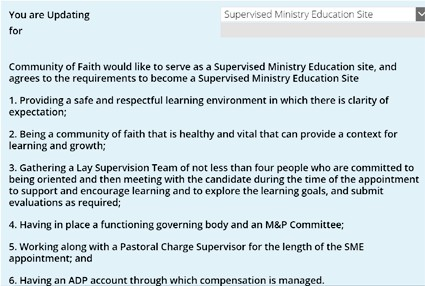 You are Updating Supervised Ministry Education Site
for
Community of Faith would like to serve as a Supervised Ministry Education site, and
agrees to the requirements to become a Supervised Ministry Education Site
1. Providing a safe and respectful learning environment in which there is clarity of
expectation;
2. Being a community of faith that is healthy and vital that can provide a context for
learning and growth;
3. Gathering a Lay Supervision Team of not less than four people who are committed to
being oriented and then meeting with the candidate during the time of the appointment
to support and encourage learning and to explore the learning goals, and submit
evaluations as required;
4. Having in place a functioning governing body and an M&P Committee;
5. Working along with a Pastoral Charge Supervisor for the length of the SME
appointment; and
6. Having an ADP account through which compensation is managed.